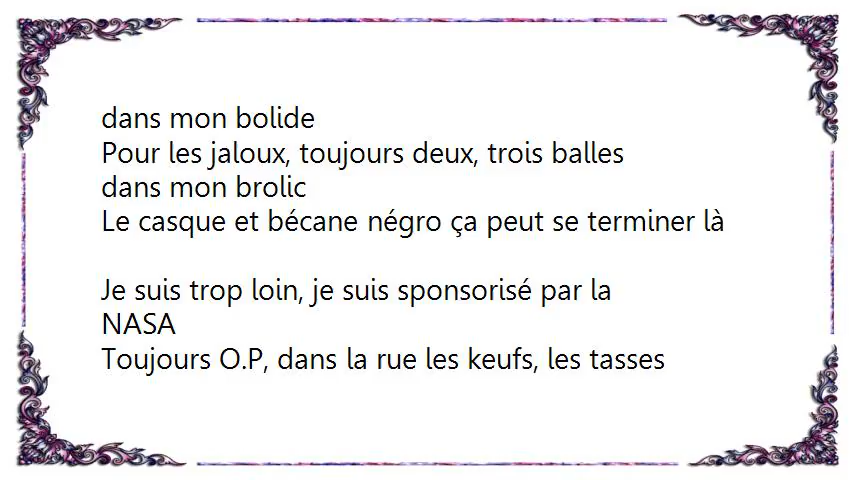 dans mon bolide
Pour les jaloux, toujours deux, trois balles
dans mon brolic
Le casque et bécane négro ça peut se terminer là
Je suis trop loin, je suis sponsorisé par la
NASA
Toujours O.P, dans la rue les keufs, les tasses